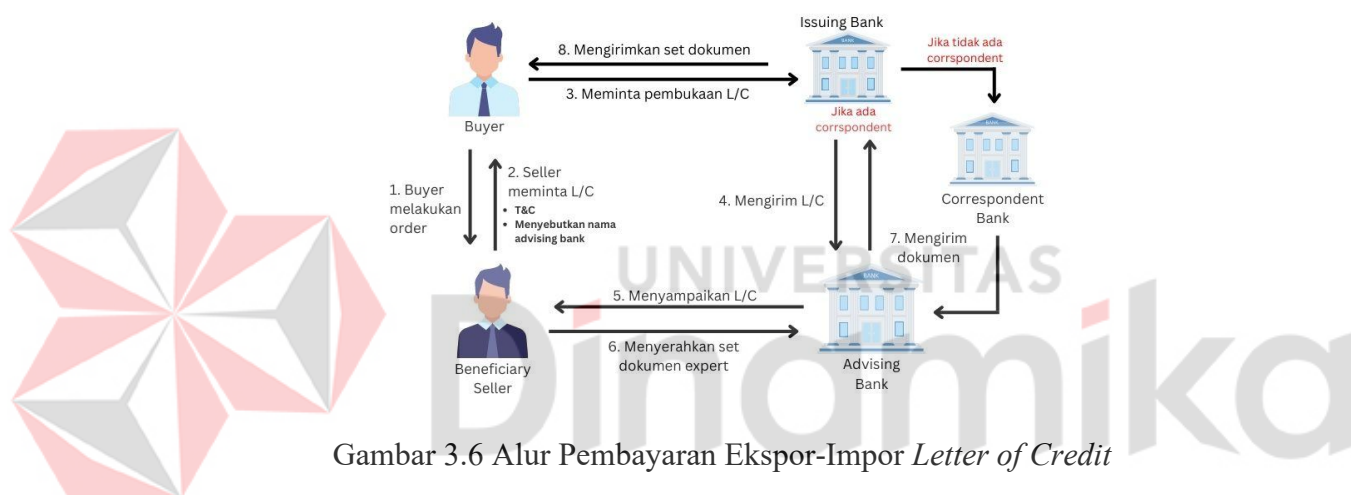 Issuing Bank
BANK
8. Mengirimkan set dokumen
3. Meminta pembukaan L/C
Jika tidak ada
corrspondent
Buyer
Jika ada
corrspondent
BANK
Correspondent
Bank
1. Buyer
melakukan
order
2. Seller
meminta L/C
• T&C
• Menyebutkan nama
advising bank
4. Mengirim L/C
7. Mengirim
dokumen
UNIVERSITAS
Dinamika
BANK
5. Menyampaikan L/C
6. Menyerahkan set
dokumen expert
Beneficiary
Seller
Advising
Bank
Gambar 3.6 Alur Pembayaran Ekspor-Impor Letter of Credit